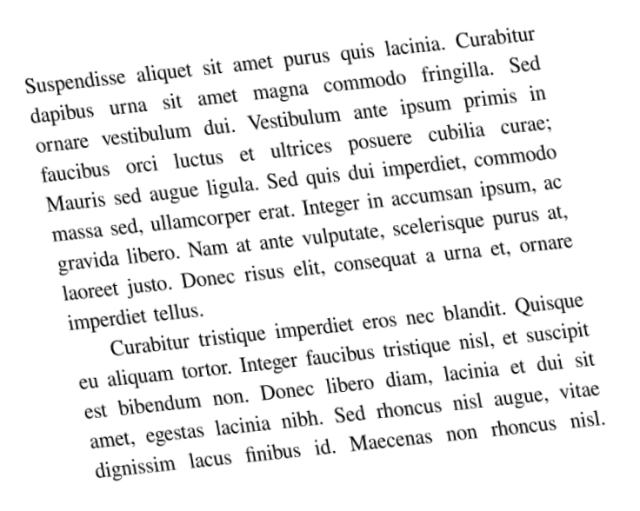 Suspendisse aliquet sit amet purus quis lacinia. Curabitur
dapibus urna sit amet magna commodo fringilla. Sed
ornare vestibulum dui. Vestibulum ante ipsum primis in
faucibus orci luctus et ultrices posuere cubilia curae;
Mauris sed augue ligula. Sed quis dui imperdiet, commodo
massa sed, ullamcorper erat. Integer in accumsan ipsum, ac
gravida libero. Nam at ante vulputate, scelerisque purus at,
laoreet justo. Donec risus elit, consequat a urna et, ornare
imperdiet tellus.
Curabitur tristique imperdiet eros nec blandit. Quisque
eu aliquam tortor. Integer faucibus tristique nisl, et suscipit
est bibendum non. Donec libero diam, lacinia et dui sit
amet, egestas lacinia nibh. Sed rhoncus nisl augue, vitae
dignissim lacus finibus id. Maecenas non rhoncus nisl.